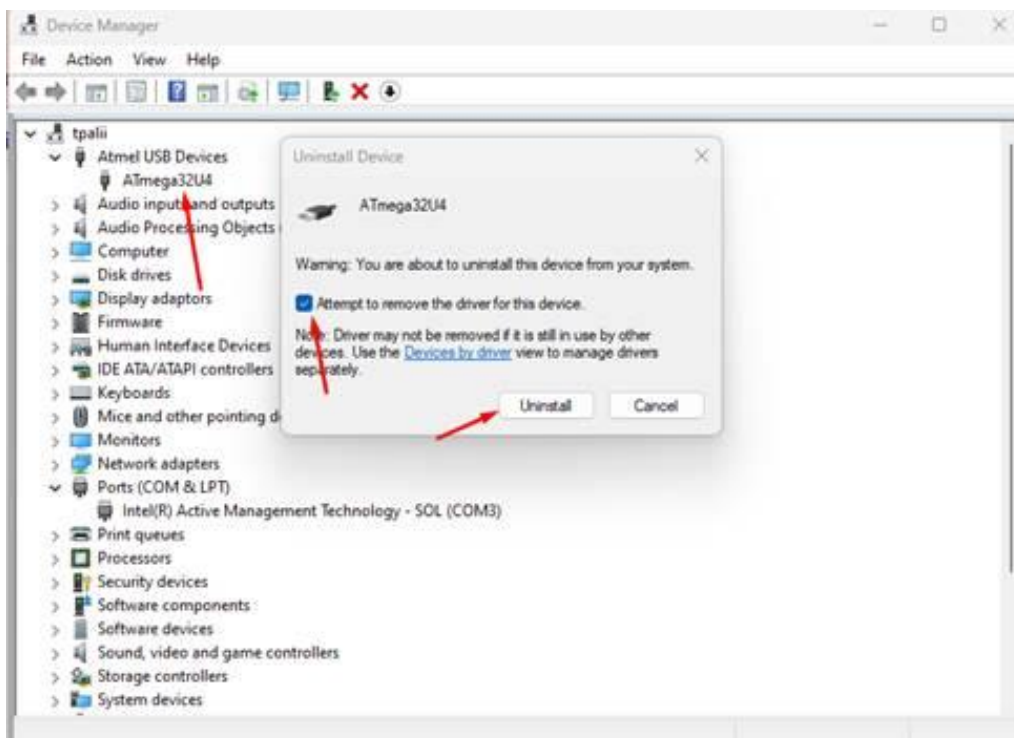 Device Manager
File Action View Help
tpalii
Atmel USB Devices
ATmega32U4
Audio inputs and outputs
Audio Processing Objects
Computer
Disk drives
Display adaptors
Firmware
Human Interface Devices
IDE ATA/ATAPI controllers
Keyboards
Mice and other pointing d
Monitors
Network adapters
Ports (COM & LPT)
Intel(R) Active Management Technology - SOL (COM3)
Print queues
Processors
Security devices
Software components
Software devices
Sound, video and game controllers
Storage controllers
System devices
Uninstall Device
ATmega32U4
Warning: You are about to uninstall this device from your system.
Attempt to remove the driver for this device.
Note: Driver may not be removed if it is still in use by other
devices. Use the Devices by driver view to manage drivers
separately.
Uninstall Cancel